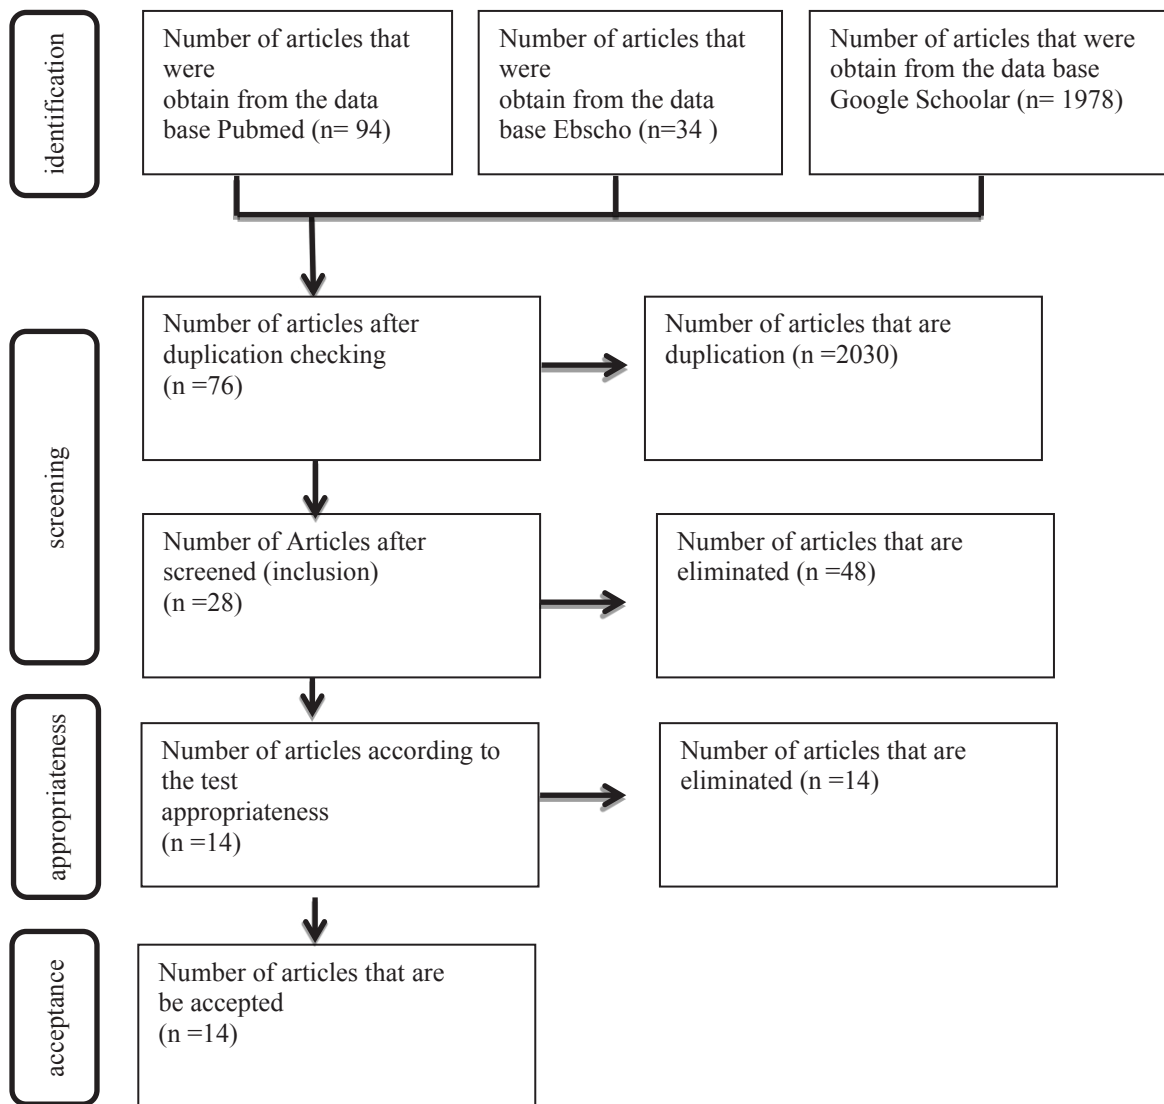 identification
Number of articles that
were
obtain from the data
base Pubmed (n= 94)
Number of articles that
were
obtain from the data
base Ebscho (n=34 )
Number of articles that were
obtain from the data base
Google Schoolar (n= 1978)
screening
Number of articles after
duplication checking
(n =76)
Number of articles that are
duplication (n =2030)
Number of Articles after
screened (inclusion)
(n =28)
Number of articles that are
eliminated (n =48)
appropriateness
Number of articles according to
the test
appropriateness
(n =14)
Number of articles that are
eliminated (n =14)
acceptance
Number of articles that are
be accepted
(n =14)